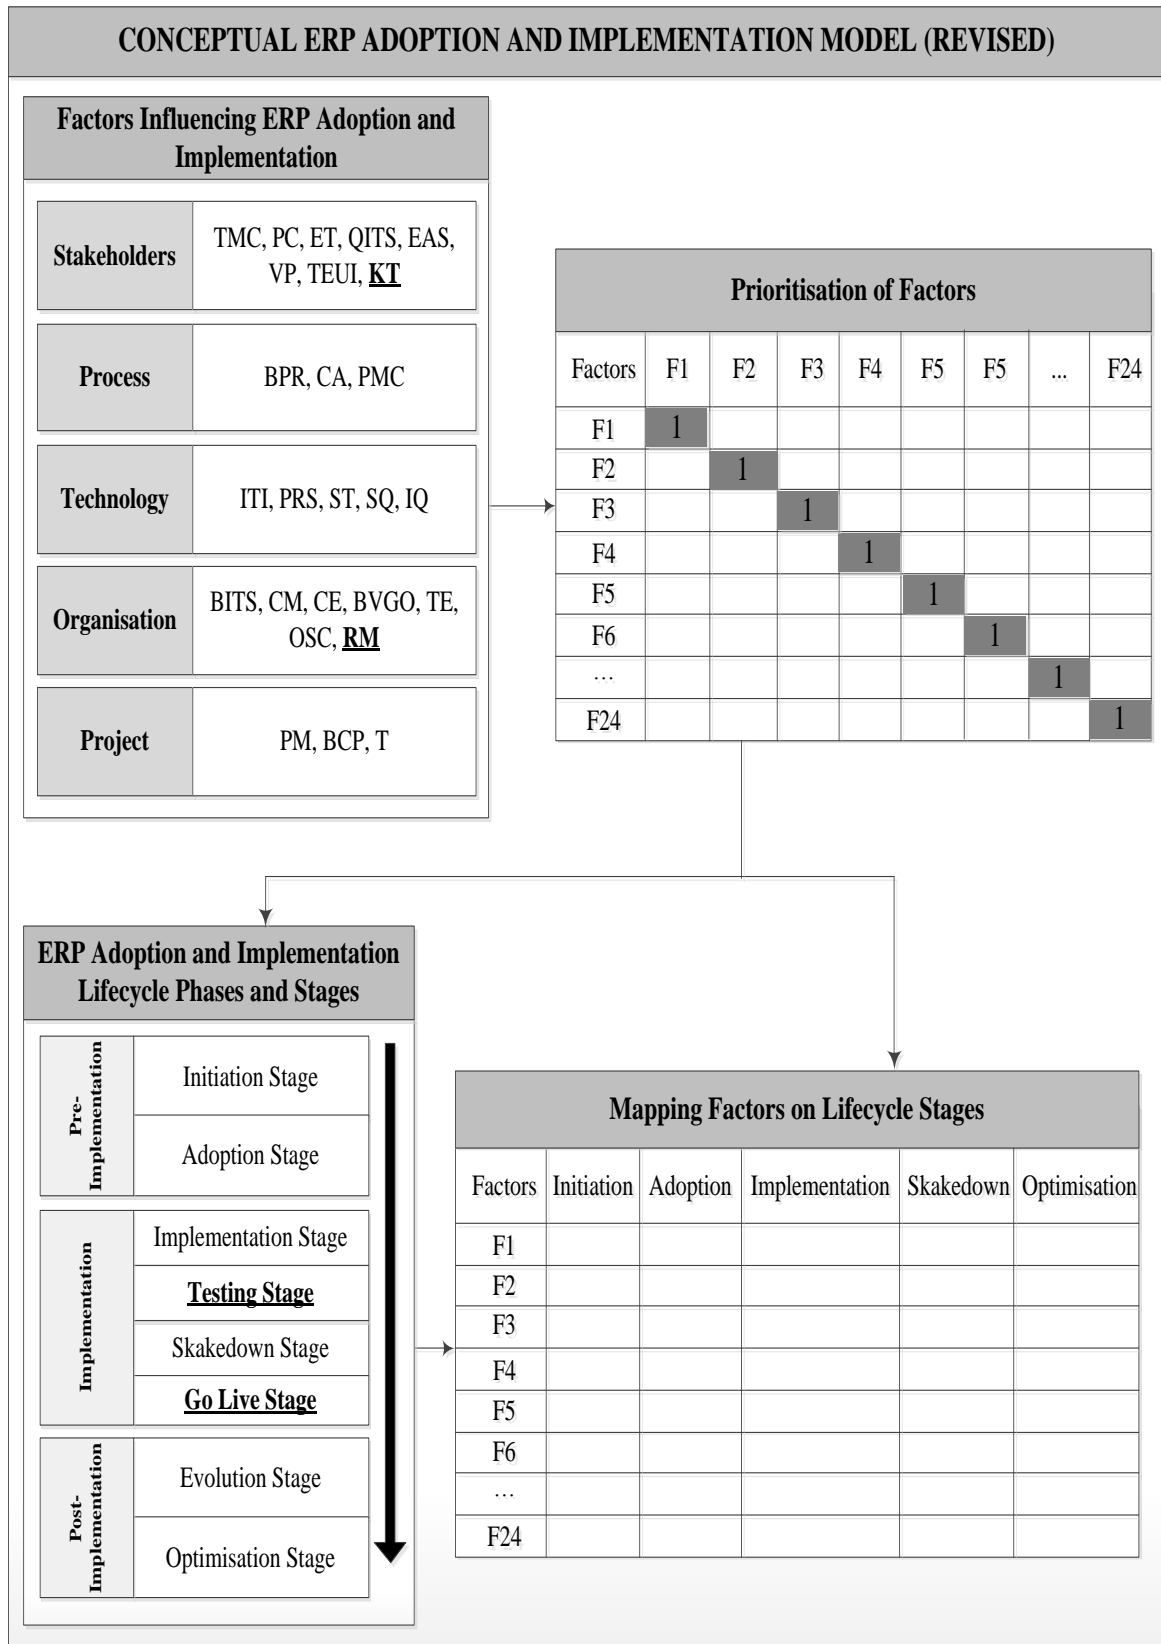 CONCEPTUAL ERP ADOPTION AND IMPLEMENTATION MODEL (REVISED)
Factors Influencing ERP Adoption and
Implementation
Stakeholders
TMC, PC, ET, QITS, EAS,
VP, TEUI, KT
Process
BPR, CA, PMC
Technology
ITI, PRS, ST, SQ, IQ
Organisation
BITS, CM, CE, BVGO, TE,
OSC, RM
Project
PM, BCP, T
Prioritisation of Factors
Factors F1 F2 F3 F4 F5 F5 ... F24
F1 1
F2 1
F3 1
F4 1
F5 1
F6 1
... 1
F24 1
ERP Adoption and Implementation
Lifecycle Phases and Stages
Pre-
Implementation
Initiation Stage
Adoption Stage
Implementation
Implementation Stage
Testing Stage
Skakedown Stage
Go Live Stage
Post-
Implementation
Evolution Stage
Optimisation Stage
Mapping Factors on Lifecycle Stages
Factors Initiation Adoption Implementation Skakedown Optimisation
F1
F2
F3
F4
F5
F6
...
F24